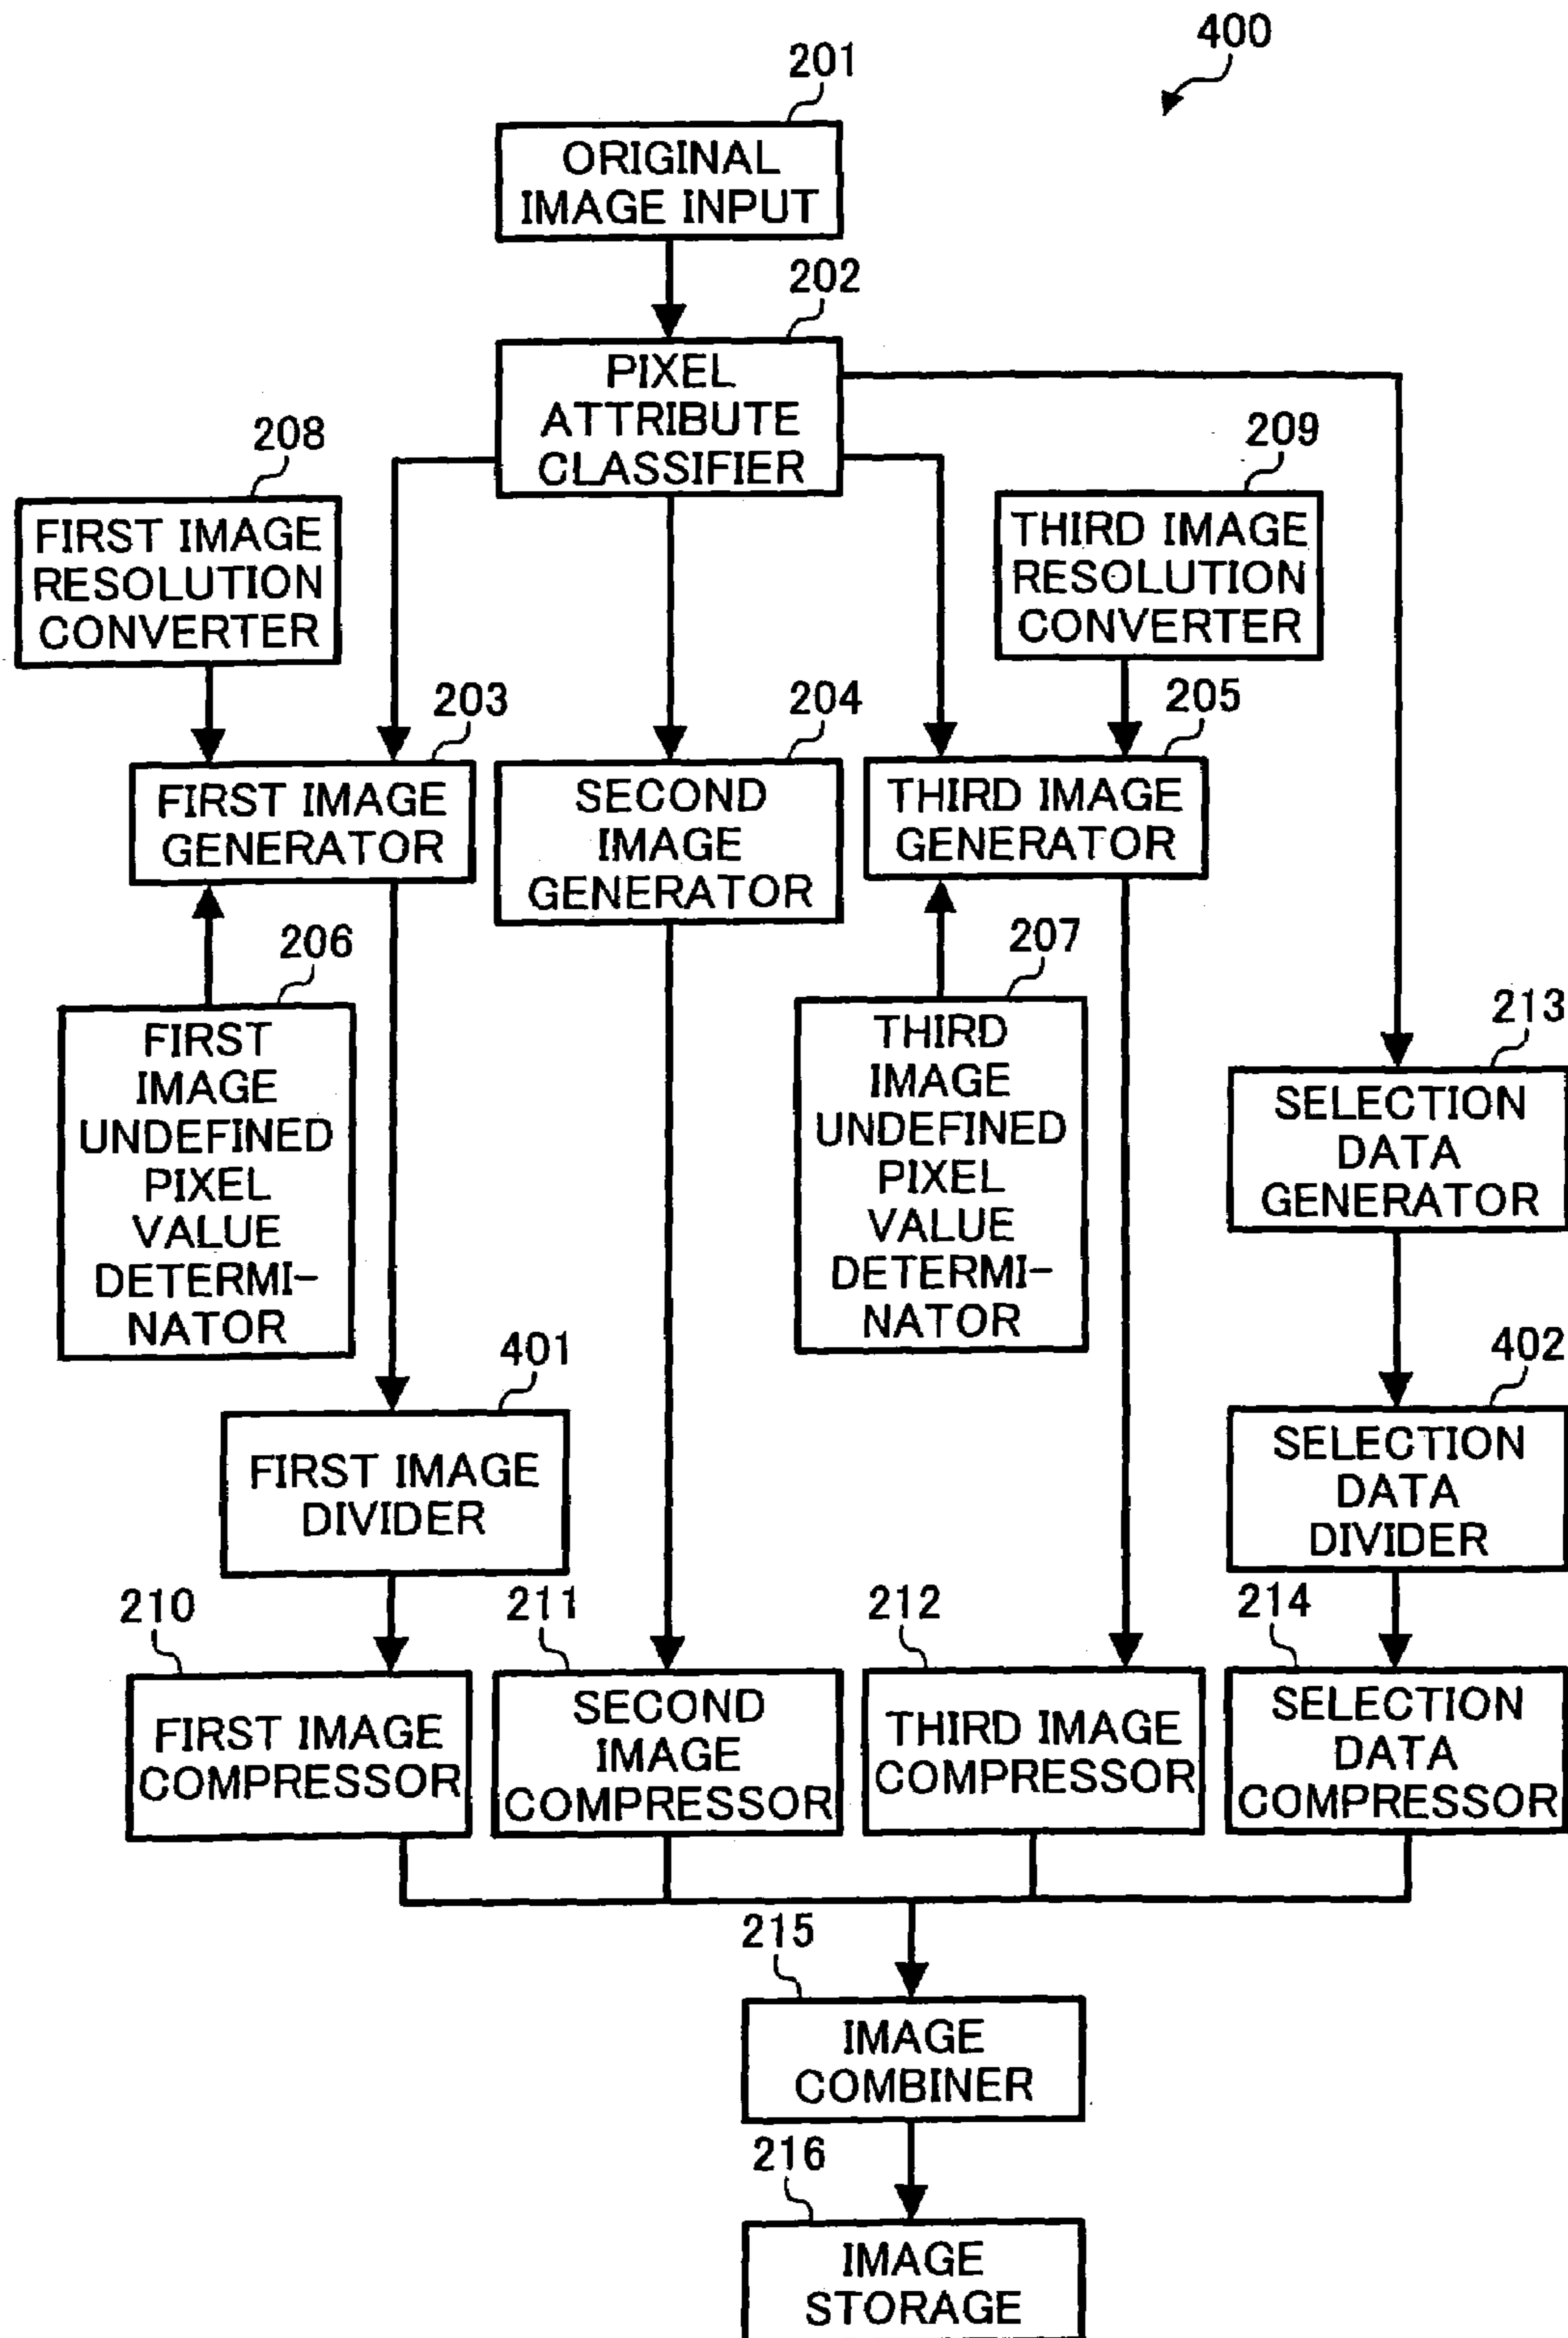 400
201
ORIGINAL
IMAGE INPUT
202
PIXEL
ATTRIBUTE
CLASSIFIER
208
FIRST IMAGE
RESOLUTION
CONVERTER
209
THIRD IMAGE
RESOLUTION
CONVERTER
203
FIRST IMAGE
GENERATOR
204
SECOND
IMAGE
GENERATOR
205
THIRD IMAGE
GENERATOR
206
FIRST
IMAGE
UNDEFINED
PIXEL
VALUE
DETERMI-
NATOR
207
THIRD
IMAGE
UNDEFINED
PIXEL
VALUE
DETERMI-
NATOR
213
SELECTION
DATA
GENERATOR
401
FIRST IMAGE
DIVIDER
402
SELECTION
DATA
DIVIDER
210
FIRST IMAGE
COMPRESSOR
211
SECOND
IMAGE
COMPRESSOR
212
THIRD IMAGE
COMPRESSOR
214
SELECTION
DATA
COMPRESSOR
215
IMAGE
COMBINER
216
IMAGE
STORAGE